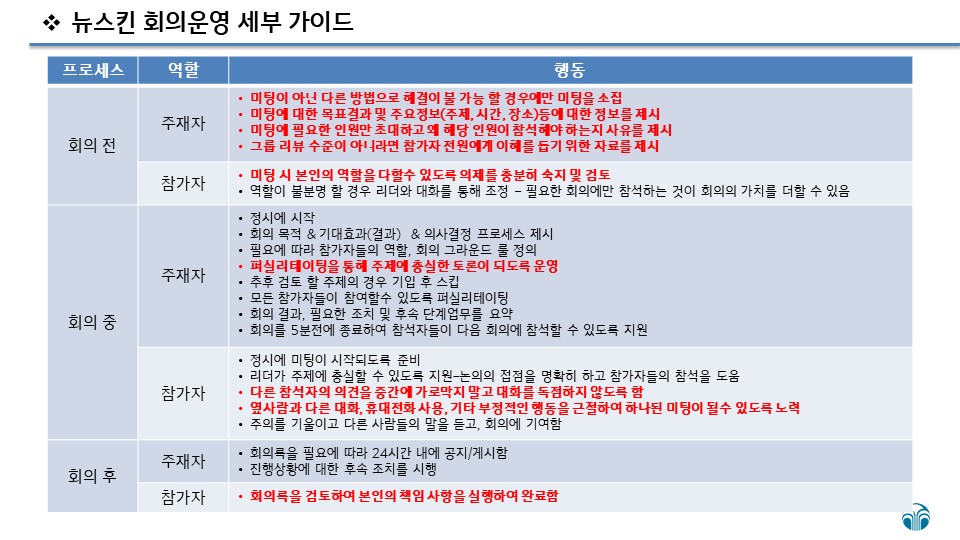 ❖ 뉴스킨 회의운영 세부 가이드
프로세스 역할 행동
회의 전
주재자
• 미팅이 아닌 다른 방법으로 해결이 불 가능 할 경우에만 미팅을 소집
• 미팅에 대한 목표결과 및 주요정보(주제, 시간, 장소)등에 대한 정보를 제시
• 미팅에 필요한 인원만 초대하고 왜 해당 인원이 참석해야 하는지 사유를 제시
• 그룹 리뷰 수준이 아니라면 참가자 전원에게 이해를 돕기 위한 자료를 제시
참가자
• 미팅 시 본인의 역할을 다할수 있도록 의제를 충분히 숙지 및 검토
• 역할이 불분명 할 경우 리더와 대화를 통해 조정 - 필요한 회의에만 참석하는 것이 회의의 가치를 더할 수 있음
회의 중
주재자
• 정시에 시작
• 회의 목적 & 기대효과(결과) & 의사결정 프로세스 제시
• 필요에 따라 참가자들의 역할, 회의 그라운드 룰 정의
• 퍼실리테이팅을 통해 주제에 충실한 토론이 되도록 운영
• 추후 검토 할 주제의 경우 기입 후 스킵
• 모든 참가자들이 참여할수 있도록 퍼실리테이팅
• 회의 결과, 필요한 조치 및 후속 단계업무를 요약
• 회의를 5분전에 종료하여 참석자들이 다음 회의에 참석할 수 있도록 지원
참가자
• 정시에 미팅이 시작되도록 준비
• 리더가 주제에 충실할 수 있도록 지원-논의의 접점을 명확히 하고 참가자들의 참석을 도움
• 다른 참석자의 의견을 중간에 가로막지 말고 대화를 독점하지 않도록 함
• 옆사람과 다른 대화, 휴대전화 사용, 기타 부정적인 행동을 근절하여 하나된 미팅이 될수 있도록 노력
• 주의를 기울이고 다른 사람들의 말을 듣고, 회의에 기여함
회의 후
주재자
• 회의록을 필요에 따라 24시간 내에 공지/게시함
• 진행상황에 대한 후속 조치를 시행
참가자
• 회의록을 검토하여 본인의 책임 사항을 실행하여 완료함